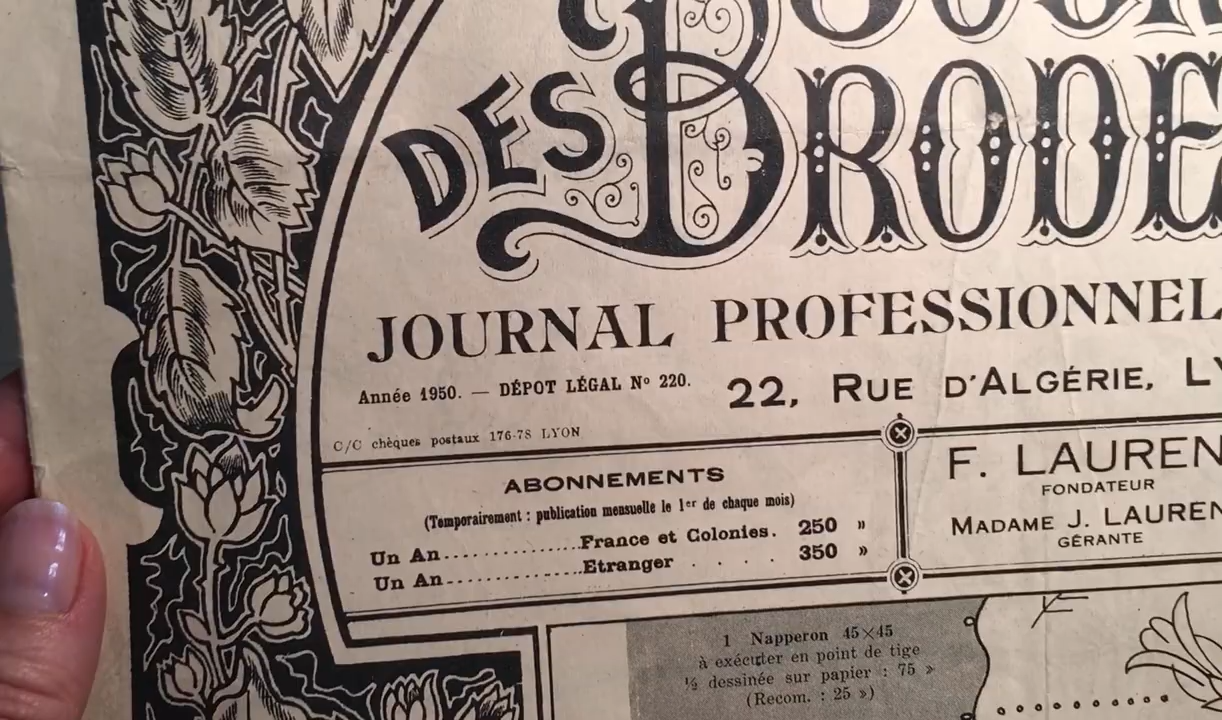 DES BRODE
JOURNAL PROFESSIONNEL
Année 1950. — DÉPOT LÉGAL Nº 220.
22, RUE D'ALGÉRIE, LY
C/C chèques postaux 176-78 LYON
ABONNEMENTS
(Temporairement : publication mensuelle le 1er de chaque mois)
Un An...............France et Colonies. 250 »
Un An...............Etranger . . . . 350 »
F. LAUREN
FONDATEUR
MADAME J. LAUREN
GÉRANTE
1 Napperon 45×45
à exécuter en point de tige
½ dessinée sur papier : 75 »
(Recom. : 25 »)